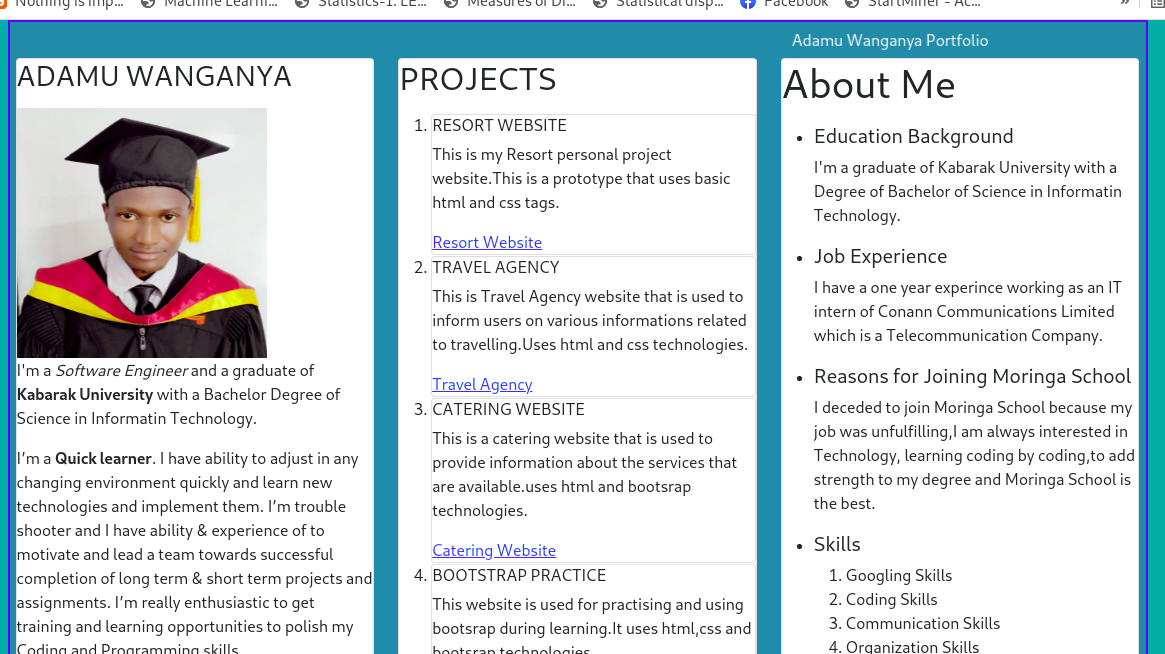 Nothing is imp...
Machine Learni...
Statistics-1. LE...
Measures of Di...
Statistical disp...
Facebook
StartMiner - Ac...
»
Adamu Wanganya Portfolio
ADAMU WANGANYA
I'm a Software Engineer and a graduate of
Kabarak University with a Bachelor Degree of
Science in Informatin Technology.
I’m a Quick learner. I have ability to adjust in any
changing environment quickly and learn new
technologies and implement them. I’m trouble
shooter and I have ability & experience of to
motivate and lead a team towards successful
completion of long term & short term projects and
assignments. I’m really enthusiastic to get
training and learning opportunities to polish my
Coding and Programming skills
PROJECTS
1. RESORT WEBSITE
This is my Resort personal project
website.This is a prototype that uses basic
html and css tags.
Resort Website
2. TRAVEL AGENCY
This is Travel Agency website that is used to
inform users on various informations related
to travelling.Uses html and css technologies.
Travel Agency
3. CATERING WEBSITE
This is a catering website that is used to
provide information about the services that
are available.uses html and bootsrap
technologies.
Catering Website
4. BOOTSTRAP PRACTICE
This website is used for practising and using
bootsrap during learning.It uses html,css and
bootsrap technologies
About Me
• Education Background
I'm a graduate of Kabarak University with a
Degree of Bachelor of Science in Informatin
Technology.
• Job Experience
I have a one year experince working as an IT
intern of Conann Communications Limited
which is a Telecommunication Company.
• Reasons for Joining Moringa School
I deceded to join Moringa School because my
job was unfulfilling,I am always interested in
Technology, learning coding by coding,to add
strength to my degree and Moringa School is
the best.
• Skills
1. Googling Skills
2. Coding Skills
3. Communication Skills
4. Organization Skills